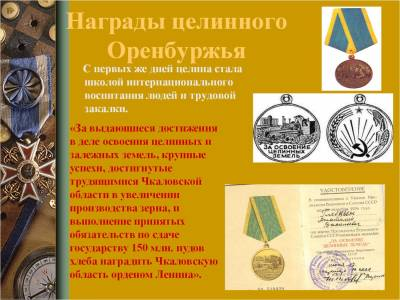 Награды целинного
Оренбуржья
С первых же дней целина стала
школой интернационального
воспитания людей и трудовой
закалки.
«За выдающиеся достижения
в деле освоения целинных и
залежных земель, крупные
успехи, достигнутые
трудящимися Чкаловской
области в увеличении
производства зерна, и
выполнение принятых
обязательств по сдаче
государству 150 млн. пудов
хлеба наградить Чкаловскую
область орденом Ленина».
ЗА ОСВОЕНИЕ
ЦЕЛИННЫХ
ЗЕМЕЛЬ
УДОСТОВЕРЕНИЕ